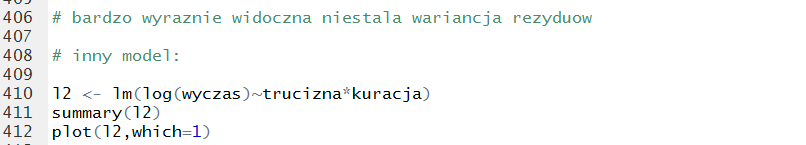 406 # bardzo wyraznie widoczna niestala wariancja rezyduow
407
408 # inny model:
409
410 l2 <- lm(log(wyczas)~trucizna*kuracja)
411 summary(l2)
412 plot(l2,which=1)